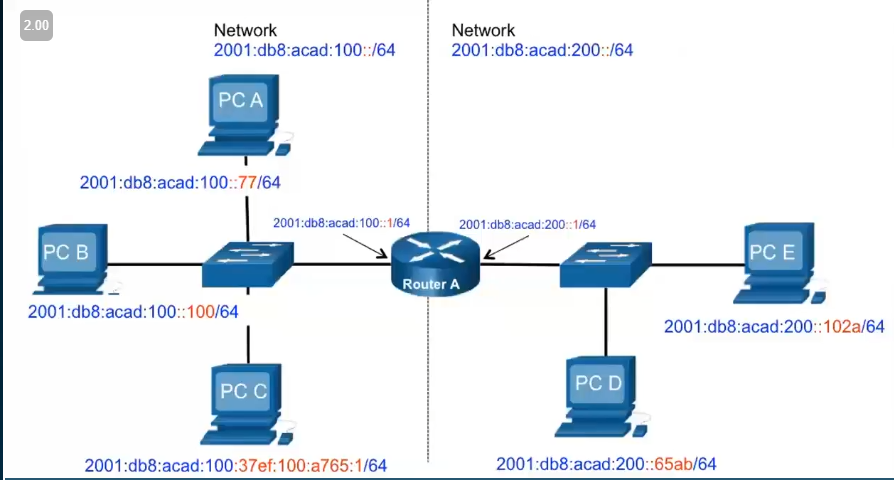 2.00
Network
2001:db8:acad:100::/64
Network
2001:db8:acad:200::/64
PC A
2001:db8:acad:100::77/64
2001:db8:acad:100::1/64
2001:db8:acad:200::1/64
PC B
Router A
PC E
2001:db8:acad:100::100/64
2001:db8:acad:200::102a/64
PC C
PC D
2001:db8:acad:100:37ef:100:a765:1/64
2001:db8:acad:200::65ab/64